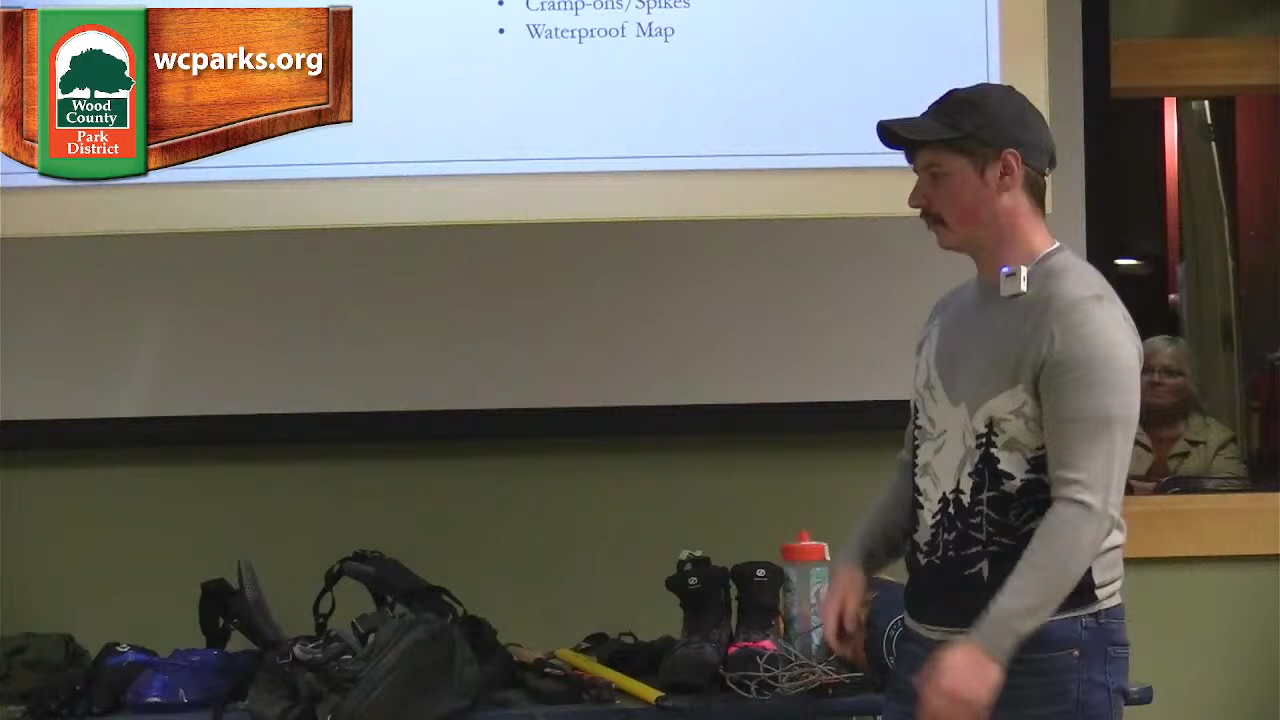 • Cramp-ons/Spikes
• Waterproof Map
wcparks.org
Wood
County
Park
District